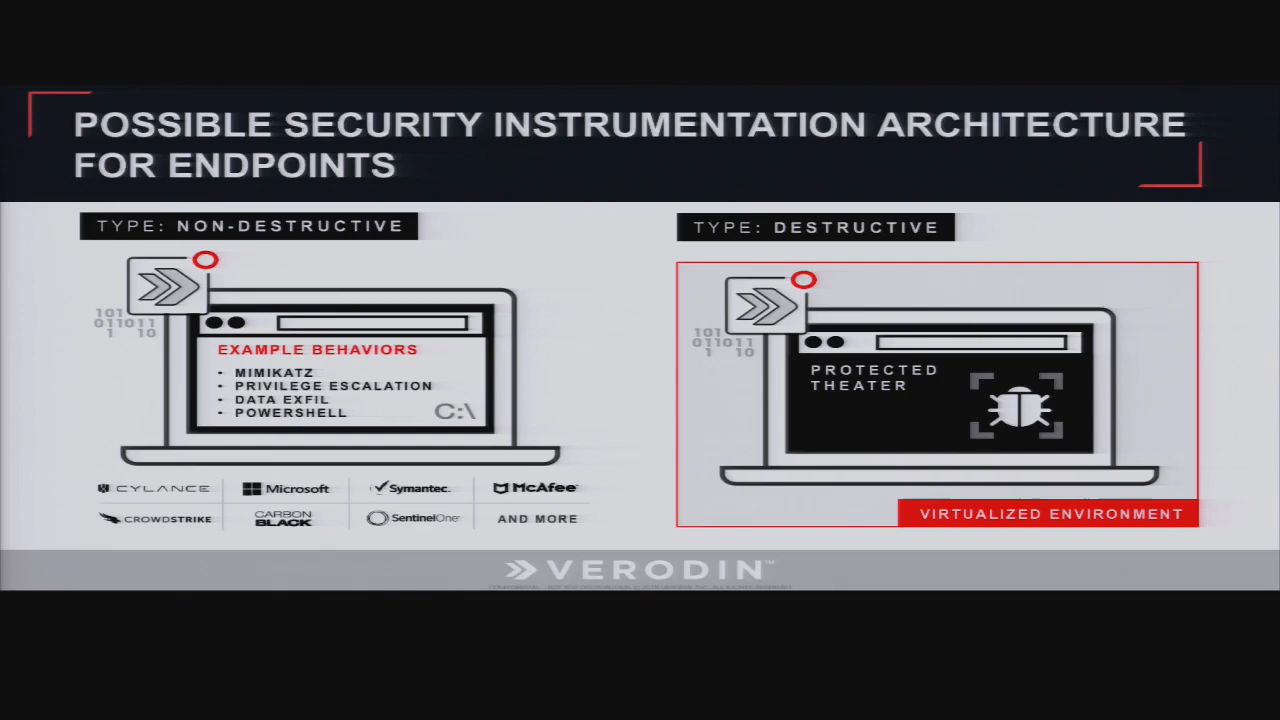 POSSIBLE SECURITY INSTRUMENTATION ARCHITECTURE
FOR ENDPOINTS
TYPE: NON-DESTRUCTIVE
101
011011
1 10
EXAMPLE BEHAVIORS
• MIMIKATZ
• PRIVILEGE ESCALATION
• DATA EXFIL
• POWERSHELL
C:\
CYLANCE
Microsoft
Symantec.
McAfee
CROWDSTRIKE
CARBON
BLACK
SentinelOne
AND MORE
TYPE: DESTRUCTIVE
101
011011
1 10
PROTECTED
THEATER
VIRTUALIZED ENVIRONMENT
VERODIN™